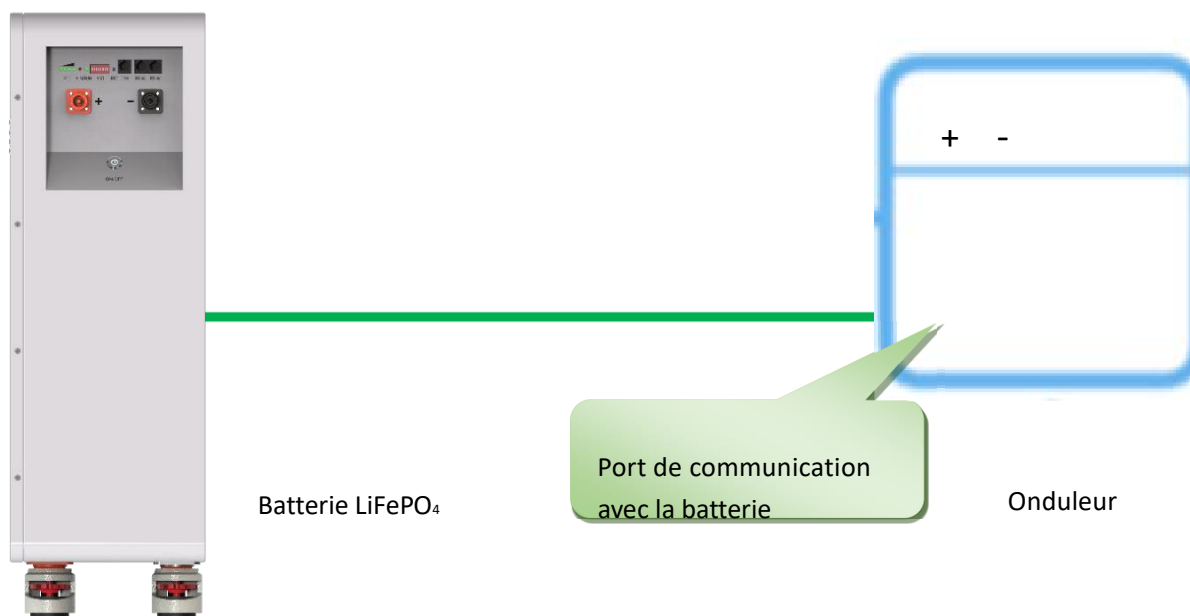 + -
+ -
Port de communication
avec la batterie
Batterie LiFePO₄
Onduleur